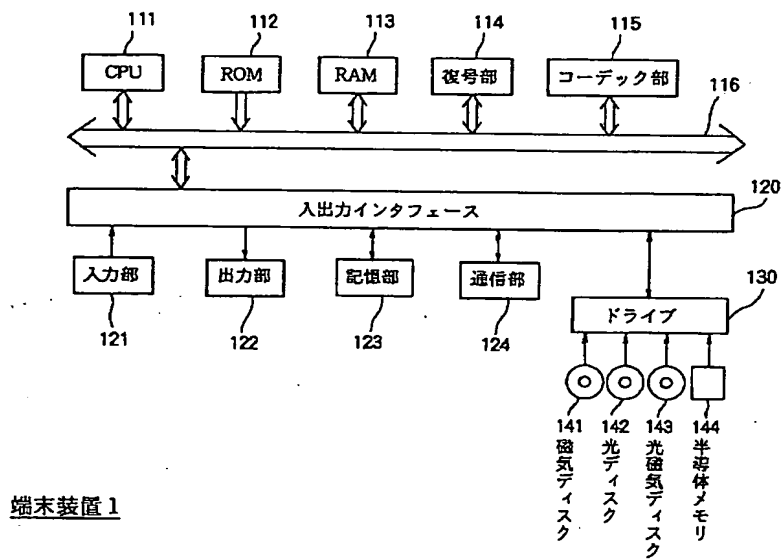 111
112
113
114
115
CPU
ROM
RAM
復号部
コーデック部
116
120
入出力インタフェース
入力部
出力部
記憶部
通信部
130
121
122
123
124
ドライブ
141
142
143
144
磁気ディスク
光ディスク
光磁気ディスク
半導体メモリ
端末装置1